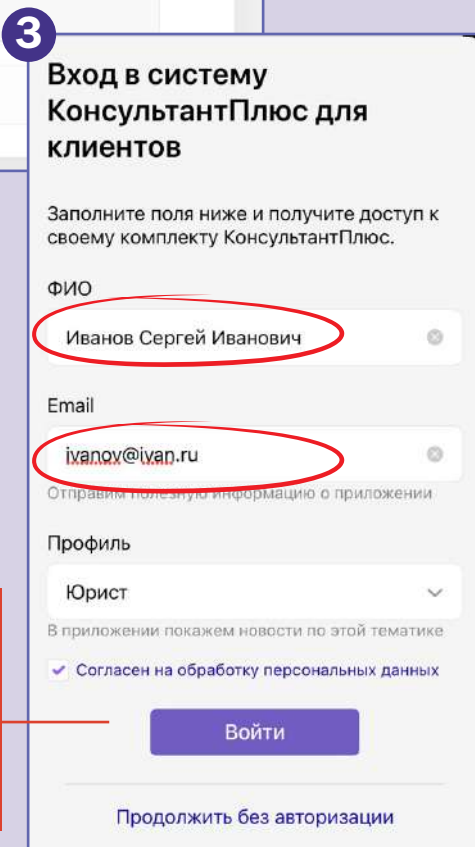 3
Вход в систему
КонсультантПлюс для
клиентов
Заполните поля ниже и получите доступ к
своему комплекту КонсультантПлюс.
ФИО
Иванов Сергей Иванович
Email
ivanov@ivan.ru
Отправим полезную информацию о приложении
Профиль
Юрист
В приложении покажем новости по этой тематике
Согласен на обработку персональных данных
Войти
Продолжить без авторизации